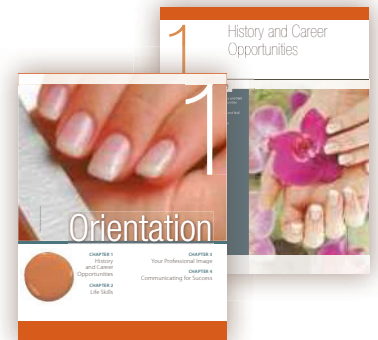 1
History and Career
Opportunities
1
Orientation
CHAPTER 1
History
and Career
Opportunities
CHAPTER 2
Life Skills
CHAPTER 3
Your Professional Image
CHAPTER 4
Communicating for Success